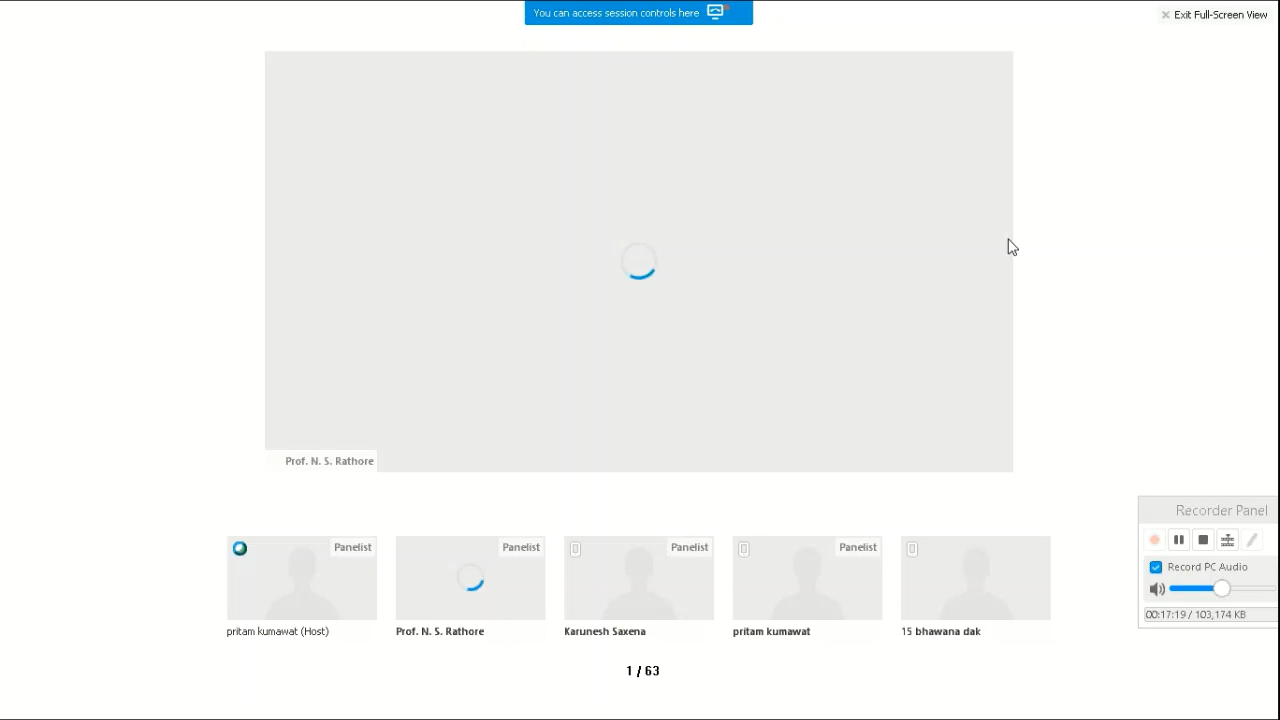 You can access session controls here
Exit Full-Screen View
Prof. N. S. Rathore
Panelist
Panelist
Panelist
Panelist
pritam kumawat (Host)
Prof. N. S. Rathore
Karunesh Saxena
pritam kumawat
15 bhawana dak
1 / 63
Recorder Panel
Record PC Audio
00:17:19 / 103,174 KB